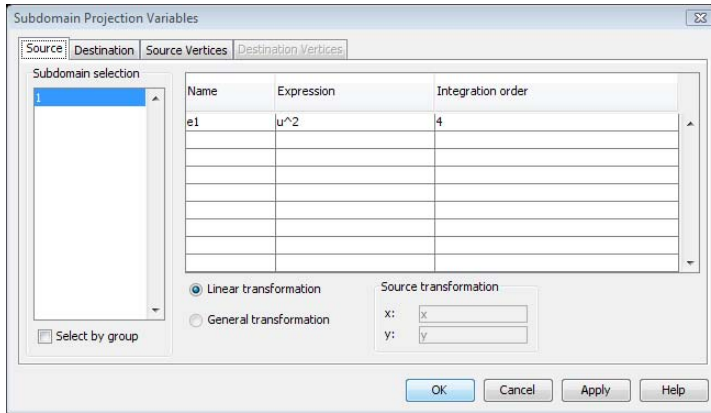 Subdomain Projection Variables
Source Destination Source Vertices Destination Vertices
Subdomain selection
1
Select by group
Name Expression Integration order
e1 u^2 4
Linear transformation
General transformation
Source transformation
x: x
y: y
OK Cancel Apply Help